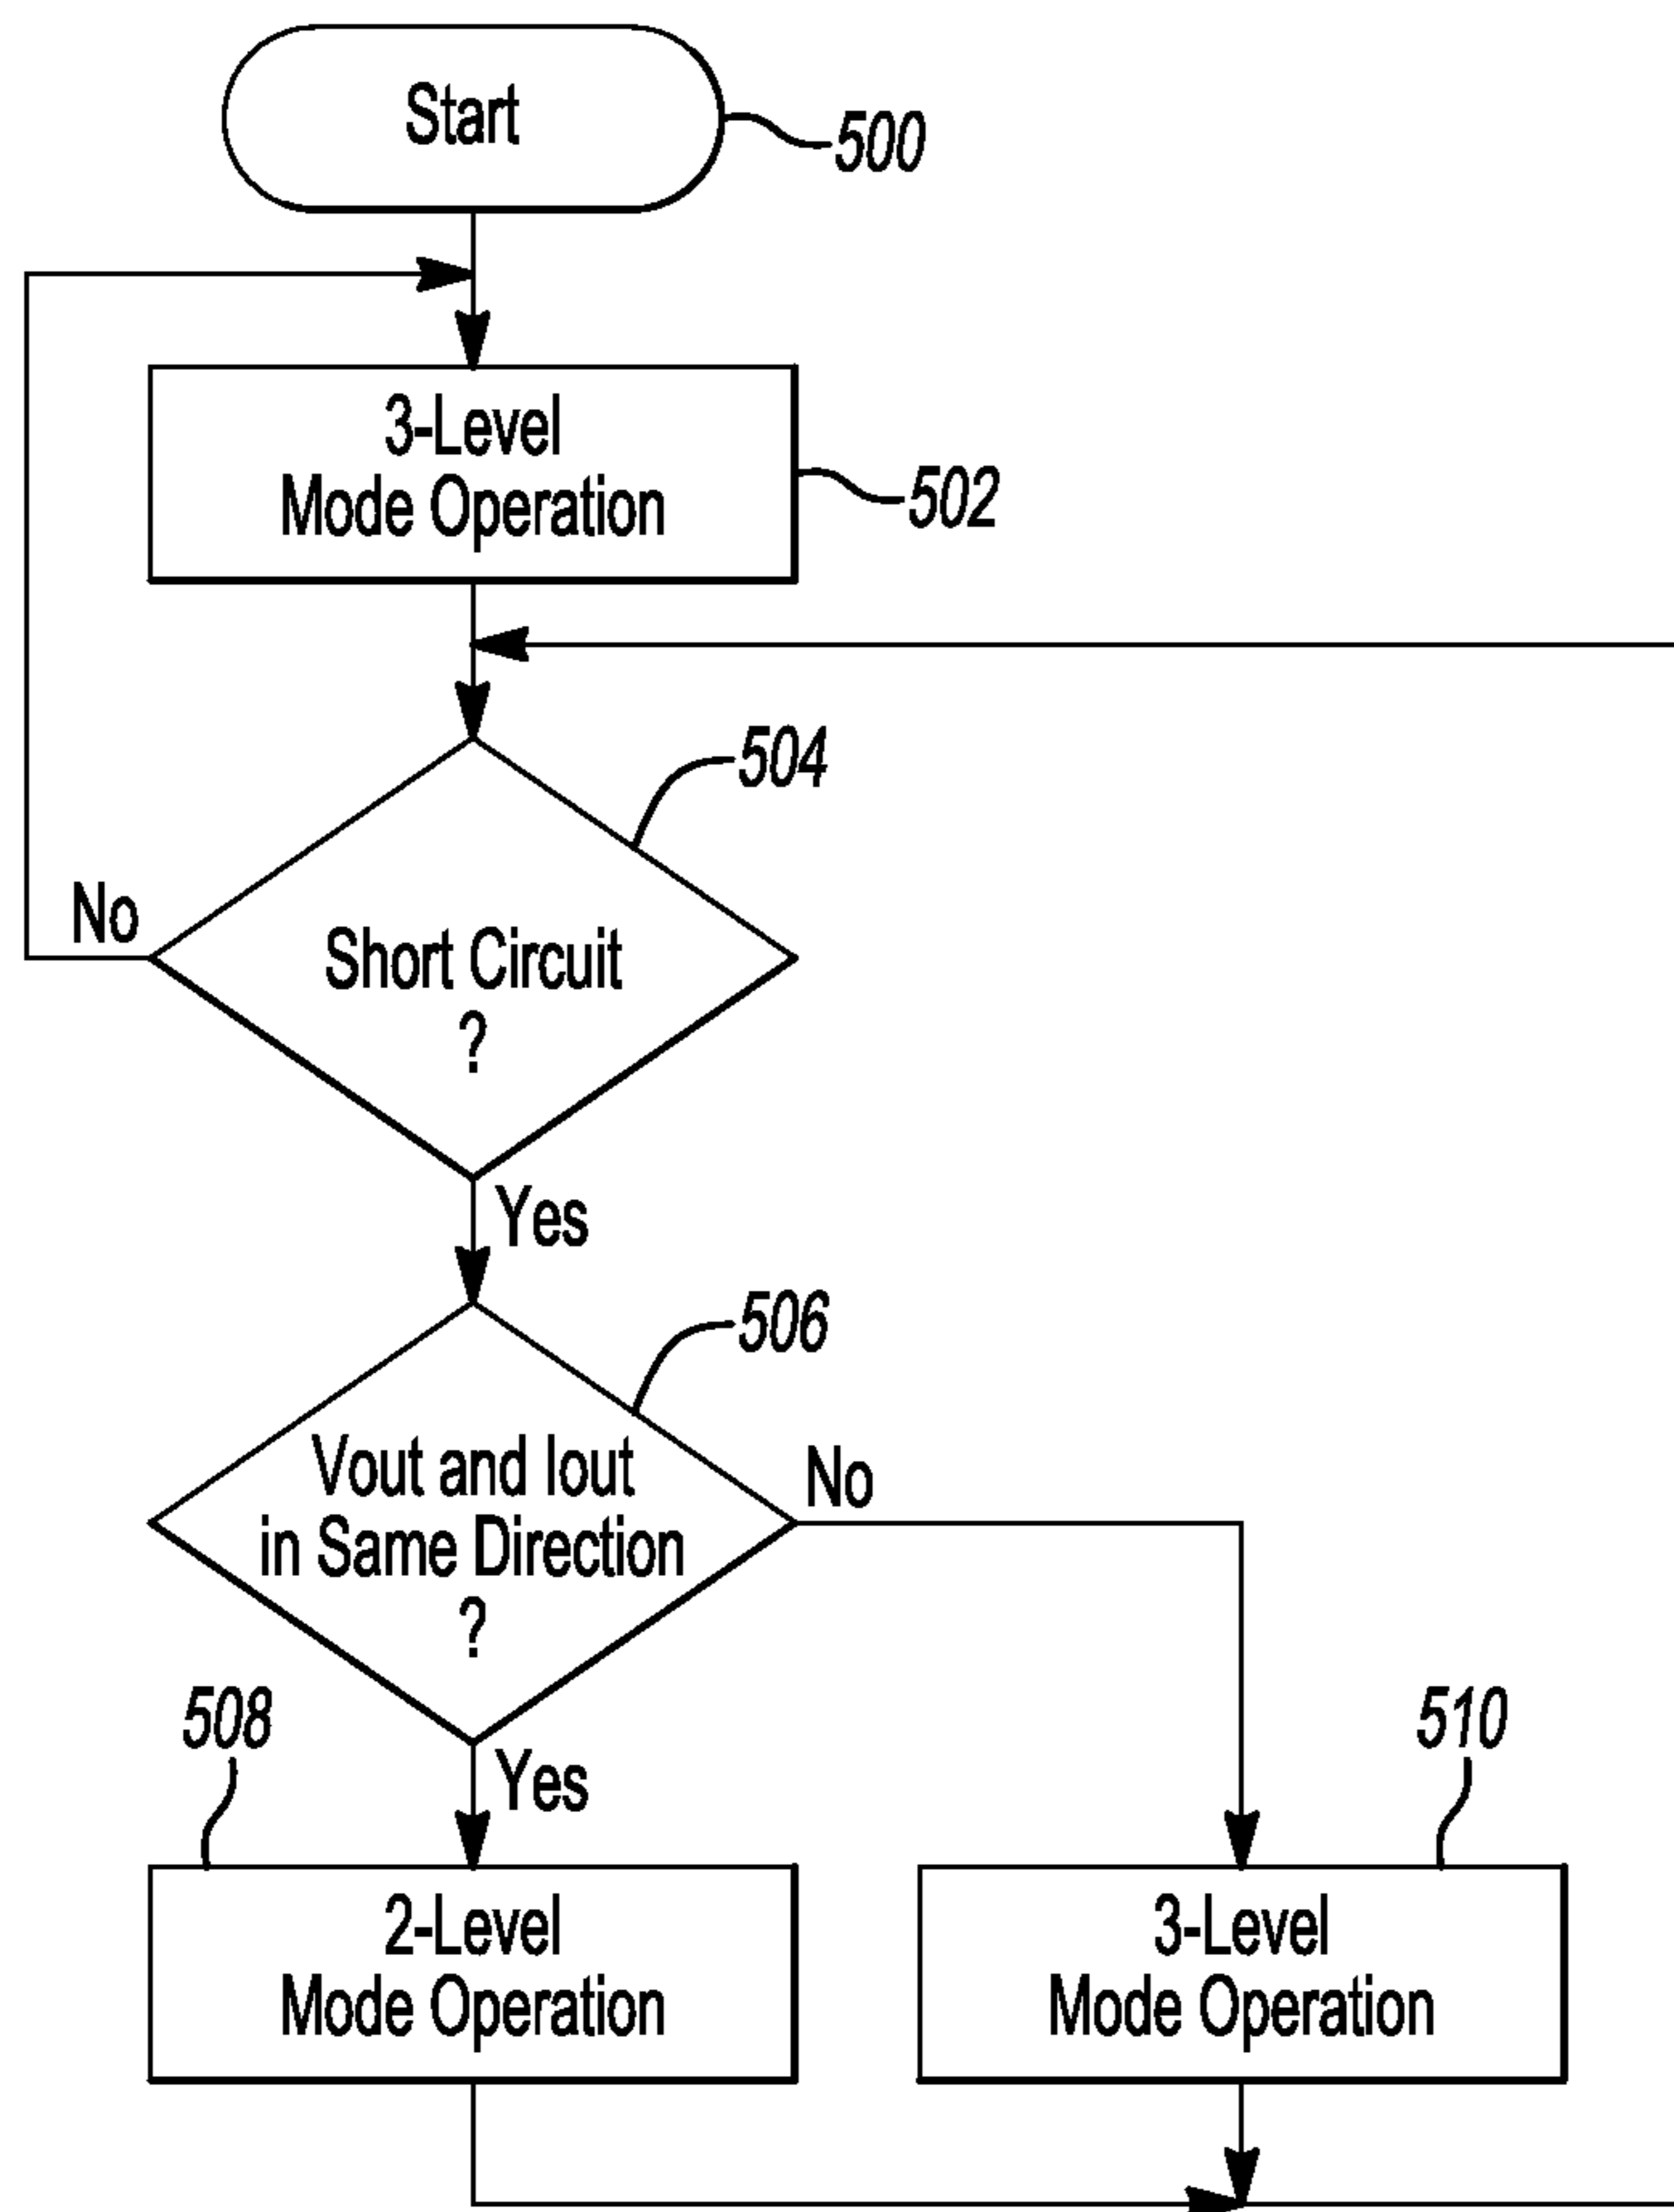 Start
500
3-Level
Mode Operation
502
504
No
Short Circuit
?
Yes
506
Vout and Iout
in Same Direction
?
No
508
Yes
510
2-Level
Mode Operation
3-Level
Mode Operation